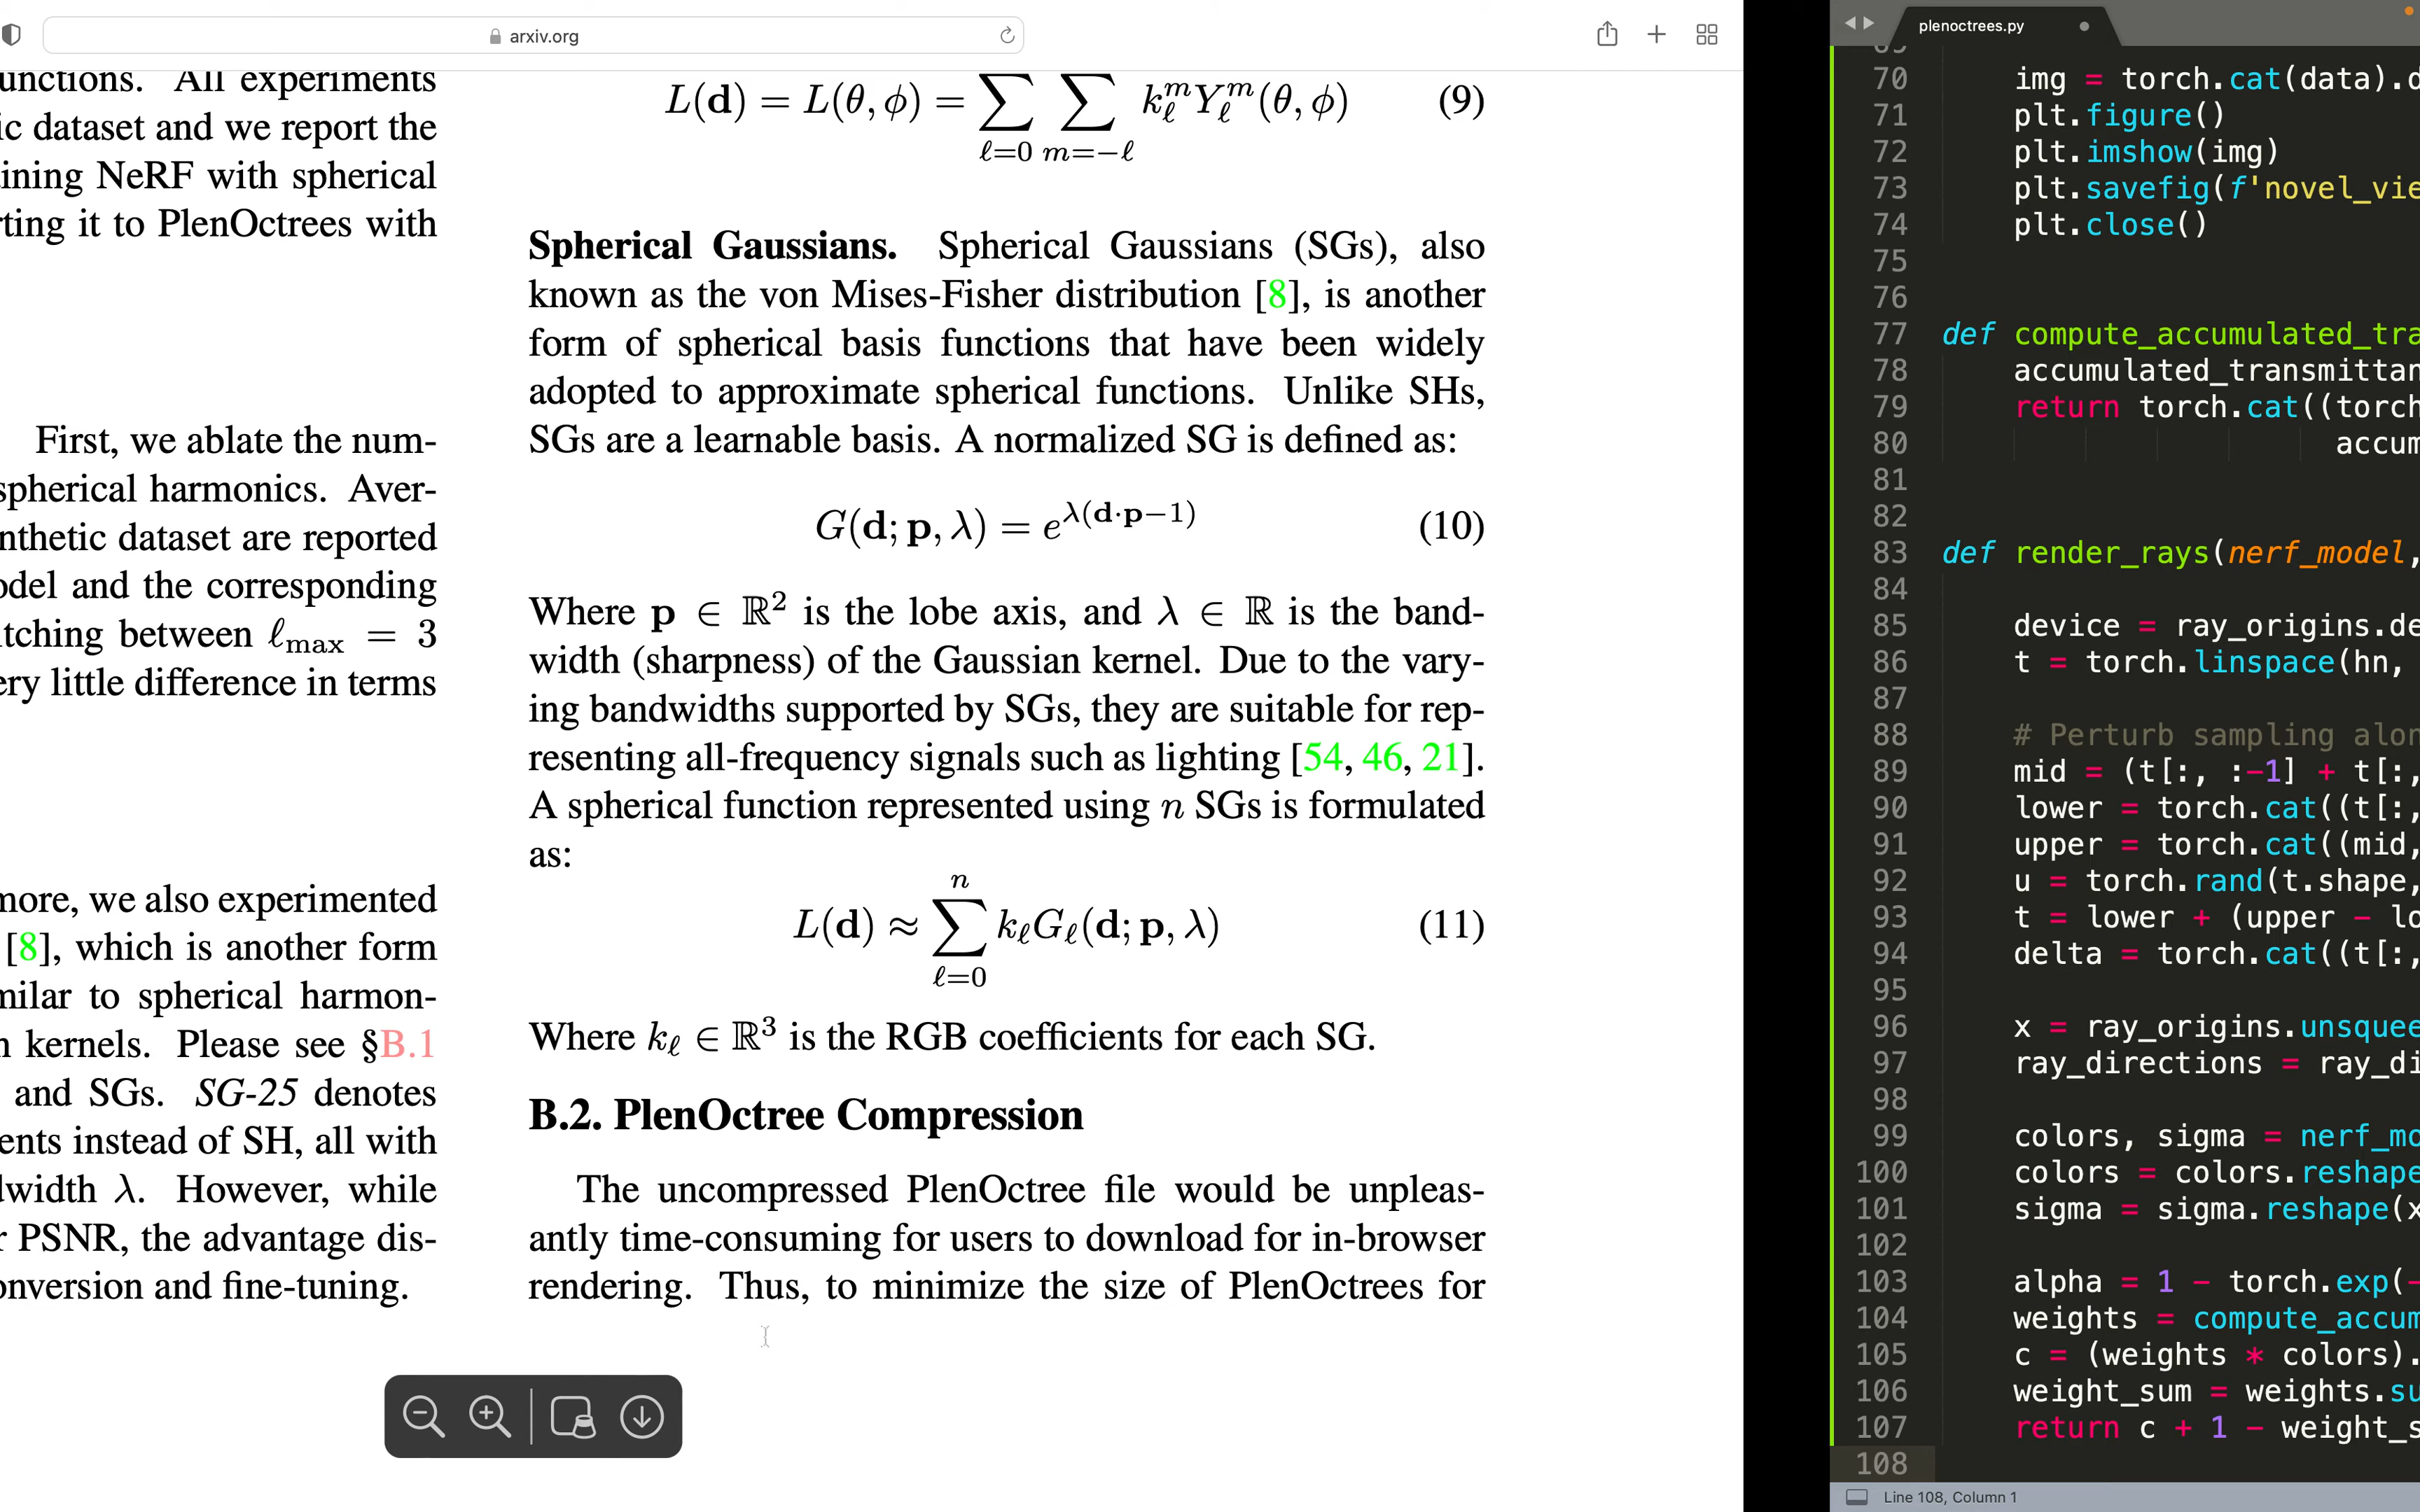 arxiv.org
unctions. All experiments
ic dataset and we report the
ining NeRF with spherical
rting it to PlenOctrees with
First, we ablate the num-
spherical harmonics. Aver-
nthetic dataset are reported
odel and the corresponding
itching between ℓmax = 3
ery little difference in terms
more, we also experimented
[8], which is another form
milar to spherical harmon-
n kernels. Please see §B.1
and SGs. SG-25 denotes
ents instead of SH, all with
dwidth λ. However, while
r PSNR, the advantage dis-
onversion and fine-tuning.
L(d) = L(θ, ϕ) = ∑ ∑ kℓ^m Yℓ^m(θ, ϕ) (9)
ℓ=0 m=−ℓ
Spherical Gaussians. Spherical Gaussians (SGs), also
known as the von Mises-Fisher distribution [8], is another
form of spherical basis functions that have been widely
adopted to approximate spherical functions. Unlike SHs,
SGs are a learnable basis. A normalized SG is defined as:
G(d; p, λ) = e^λ(d·p−1) (10)
Where p ∈ ℝ² is the lobe axis, and λ ∈ ℝ is the band-
width (sharpness) of the Gaussian kernel. Due to the vary-
ing bandwidths supported by SGs, they are suitable for rep-
resenting all-frequency signals such as lighting [54, 46, 21].
A spherical function represented using n SGs is formulated
as:
n
L(d) ≈ ∑ kℓGℓ(d; p, λ) (11)
ℓ=0
Where kℓ ∈ ℝ³ is the RGB coefficients for each SG.
B.2. PlenOctree Compression
The uncompressed PlenOctree file would be unpleas-
antly time-consuming for users to download for in-browser
rendering. Thus, to minimize the size of PlenOctrees for
plenoctrees.py
70 img = torch.cat(data).d
71 plt.figure()
72 plt.imshow(img)
73 plt.savefig(f'novel_vie
74 plt.close()
75
76
77 def compute_accumulated_tra
78 accumulated_transmittan
79 return torch.cat((torch
80 accum
81
82
83 def render_rays(nerf_model,
84
85 device = ray_origins.de
86 t = torch.linspace(hn,
87
88 # Perturb sampling alon
89 mid = (t[:, :-1] + t[:,
90 lower = torch.cat((t[:,
91 upper = torch.cat((mid,
92 u = torch.rand(t.shape,
93 t = lower + (upper - lo
94 delta = torch.cat((t[:,
95
96 x = ray_origins.unsquee
97 ray_directions = ray_di
98
99 colors, sigma = nerf_mo
100 colors = colors.reshape
101 sigma = sigma.reshape(x
102
103 alpha = 1 - torch.exp(-
104 weights = compute_accum
105 c = (weights * colors).
106 weight_sum = weights.su
107 return c + 1 - weight_s
108
Line 108, Column 1